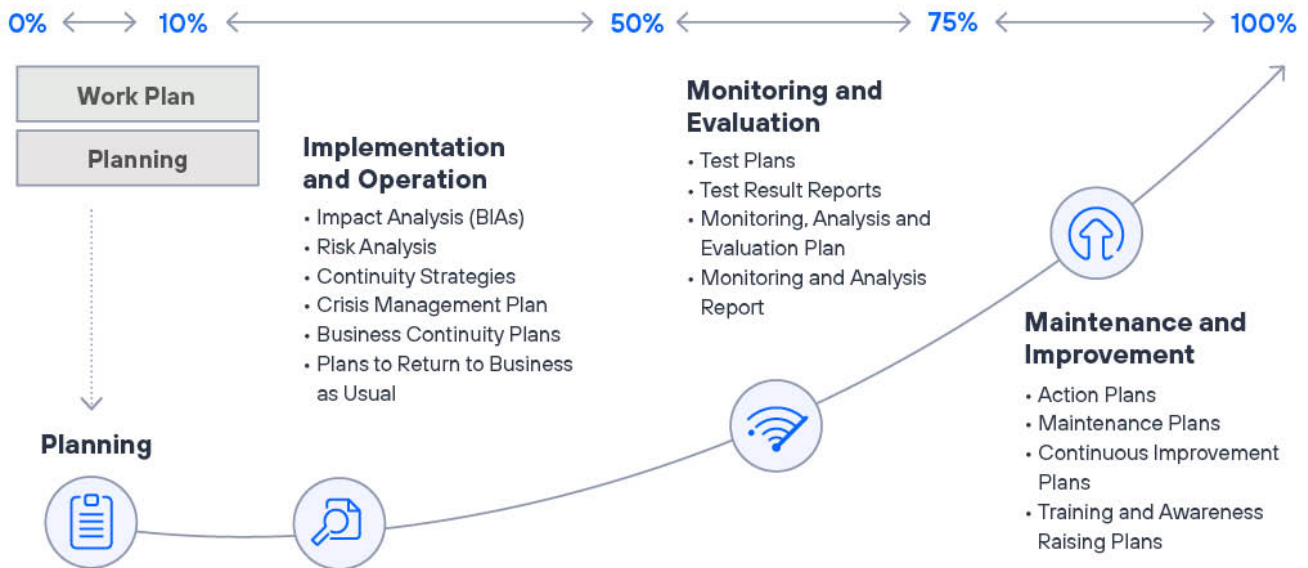 0% 10% 50% 75% 100%
Work Plan
Planning
Planning
Implementation
and Operation
• Impact Analysis (BIAs)
• Risk Analysis
• Continuity Strategies
• Crisis Management Plan
• Business Continuity Plans
• Plans to Return to Business
as Usual
Monitoring and
Evaluation
• Test Plans
• Test Result Reports
• Monitoring, Analysis and
Evaluation Plan
• Monitoring and Analysis
Report
Maintenance and
Improvement
• Action Plans
• Maintenance Plans
• Continuous Improvement
Plans
• Training and Awareness
Raising Plans